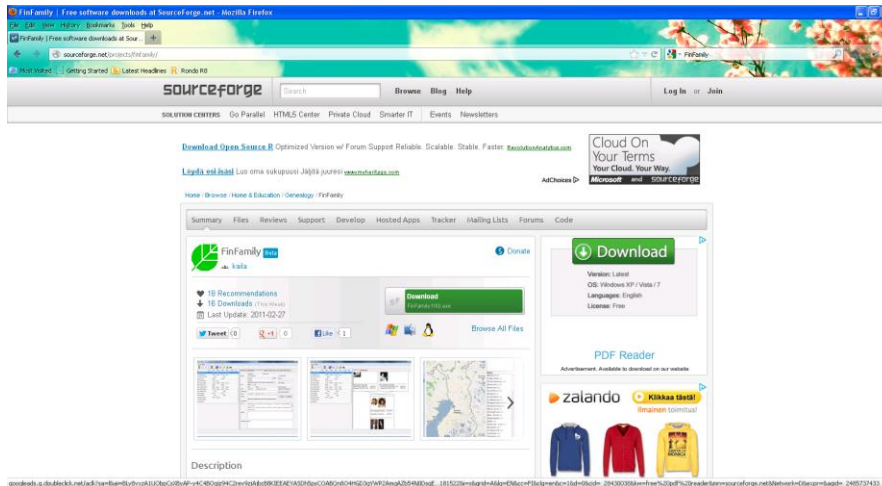 FinFamily | Free software downloads at SourceForge.net - Mozilla Firefox
File Edit View History Bookmarks Tools Help
FinFamily | Free software downloads at Sour...
sourceforge.net/projects/finfamily/
FinFamily
Most Visited Getting Started Latest Headlines Rondo R8
sourceforge
Search
Browse Blog Help
Log In or Join
SOLUTION CENTERS Go Parallel HTML5 Center Private Cloud Smarter IT Events Newsletters
Download Open Source R Optimized Version w/ Forum Support Reliable. Scalable. Stable. Faster. RevolutionAnalytics.com
Löydä esi isäsi Luo oma sukupuusi Jäljitä juuresi www.myheritage.com
AdChoices
Cloud On
Your Terms
Your Cloud. Your Way.
Microsoft and sourceforge
Home / Browse / Home & Education / Genealogy / FinFamily
Summary Files Reviews Support Develop Hosted Apps Tracker Mailing Lists Forums Code
FinFamily Beta
Donate
kaila
18 Recommendations
16 Downloads (This Week)
Last Update: 2011-02-27
Download
Tweet 0 +1 0 Like 1
Browse All Files
Description
Download
Version: Latest
OS: Windows XP / Vista / 7
Languages: English
License: Free
PDF Reader
Advertisement. Available to download on our website
zalando
Klikkaa tästä!
Ilmainen toimitus!